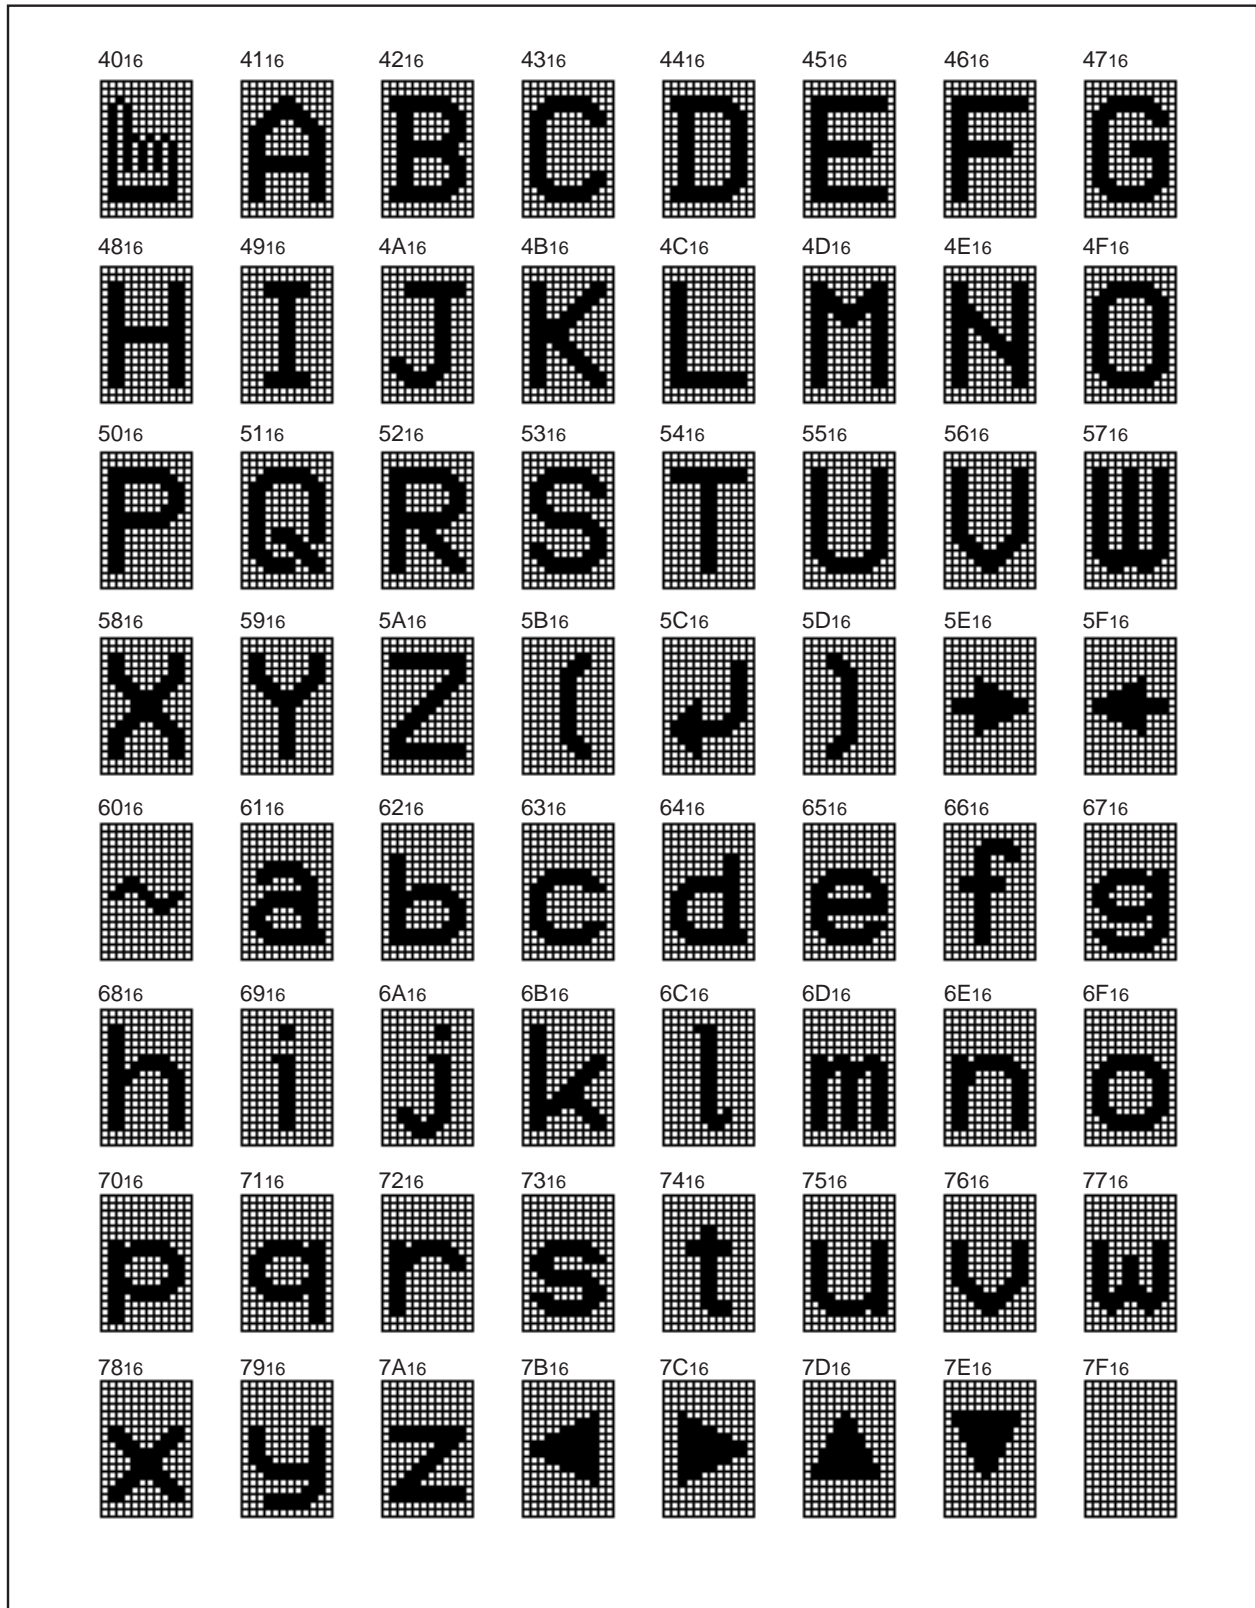 4016 4116 4216 4316 4416 4516 4616 4716
A B C D E F G
4816 4916 4A16 4B16 4C16 4D16 4E16 4F16
H I J K L M N O
5016 5116 5216 5316 5416 5516 5616 5716
P Q R S T U V W
5816 5916 5A16 5B16 5C16 5D16 5E16 5F16
X Y Z ( ↲ ) → ←
6016 6116 6216 6316 6416 6516 6616 6716
~ a b c d e f g
6816 6916 6A16 6B16 6C16 6D16 6E16 6F16
h i j k l m n o
7016 7116 7216 7316 7416 7516 7616 7716
p q r s t u v w
7816 7916 7A16 7B16 7C16 7D16 7E16 7F16
x y z ◀ ▶ ▲ ▼